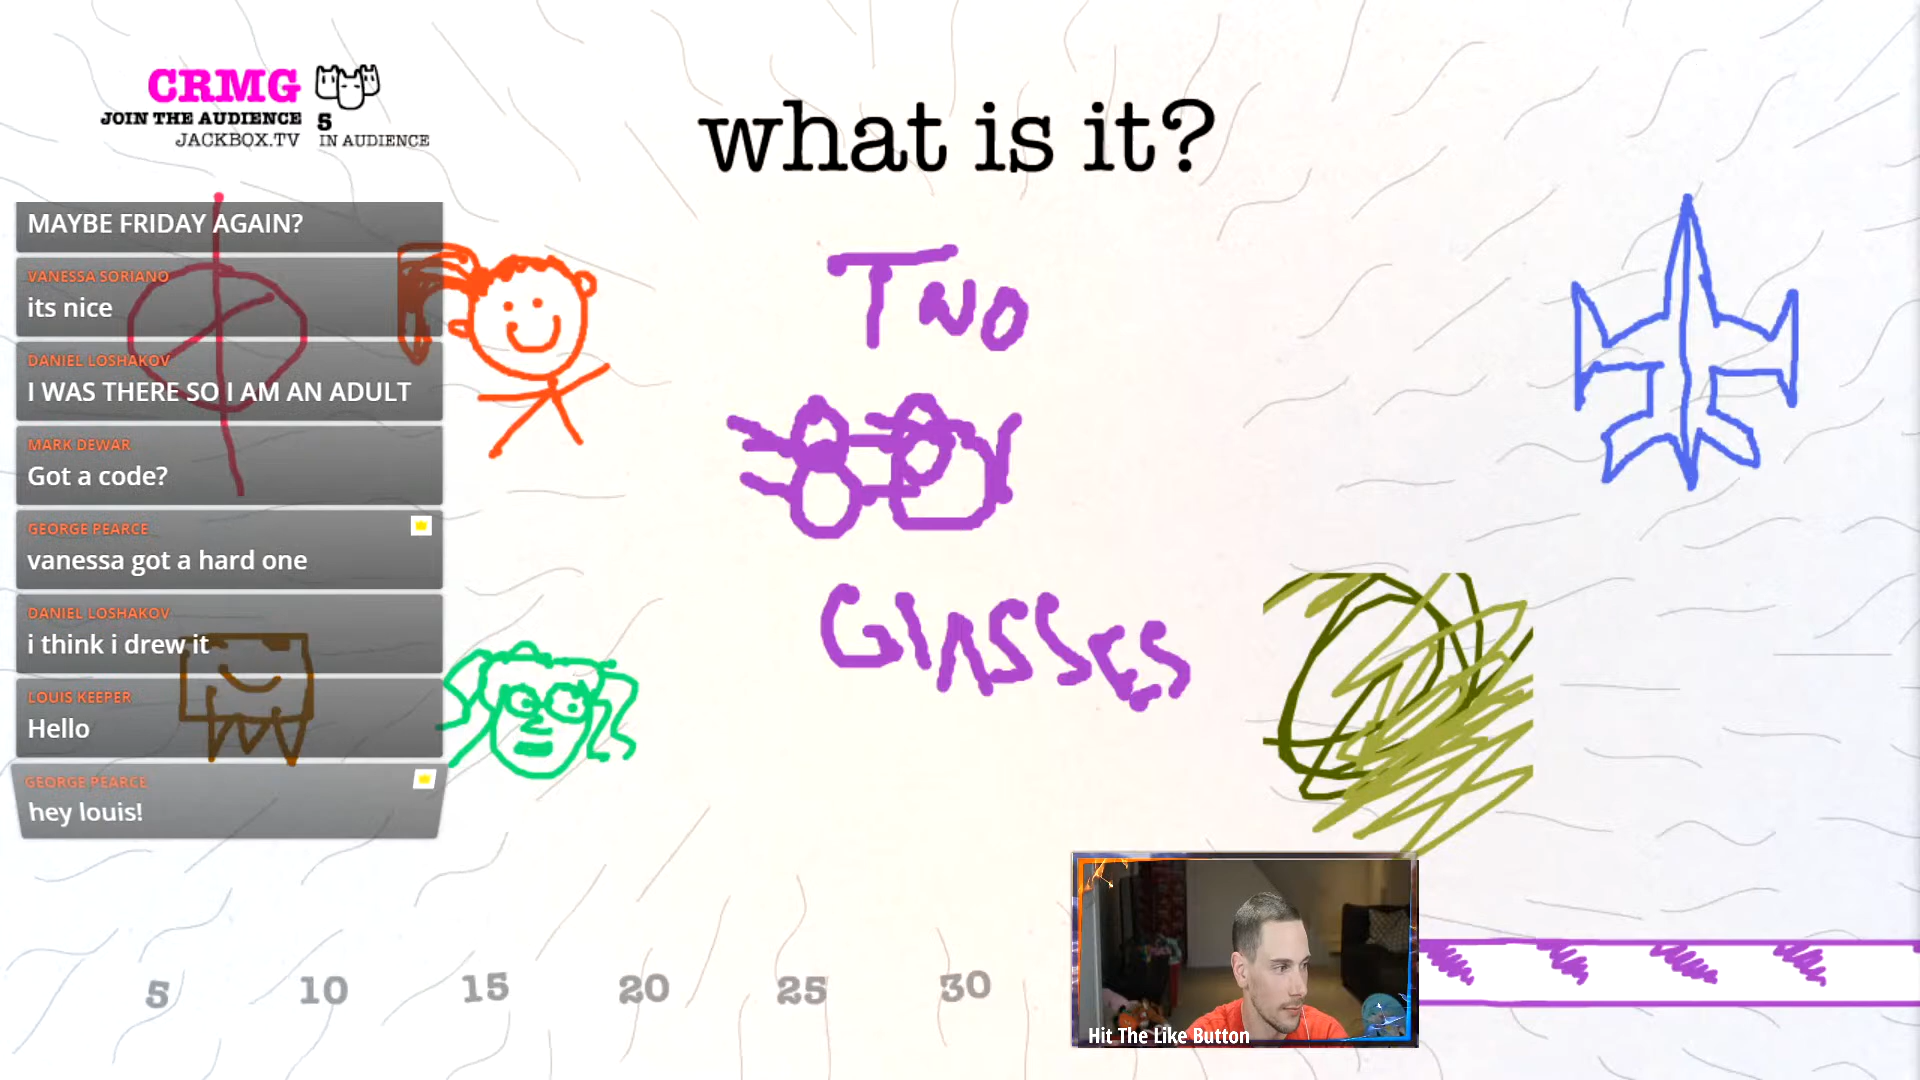 CRMG
JOIN THE AUDIENCE
JACKBOX.TV
5
IN AUDIENCE
what is it?
MAYBE FRIDAY AGAIN?
VANESSA SORIANO
its nice
DANIEL LOSHAKOV
I WAS THERE SO I AM AN ADULT
MARK DEWAR
Got a code?
GEORGE PEARCE
vanessa got a hard one
DANIEL LOSHAKOV
i think i drew it
LOUIS KEEPER
Hello
GEORGE PEARCE
hey louis!
TWO
GLASSES
5 10 15 20 25 30
Hit The Like Button